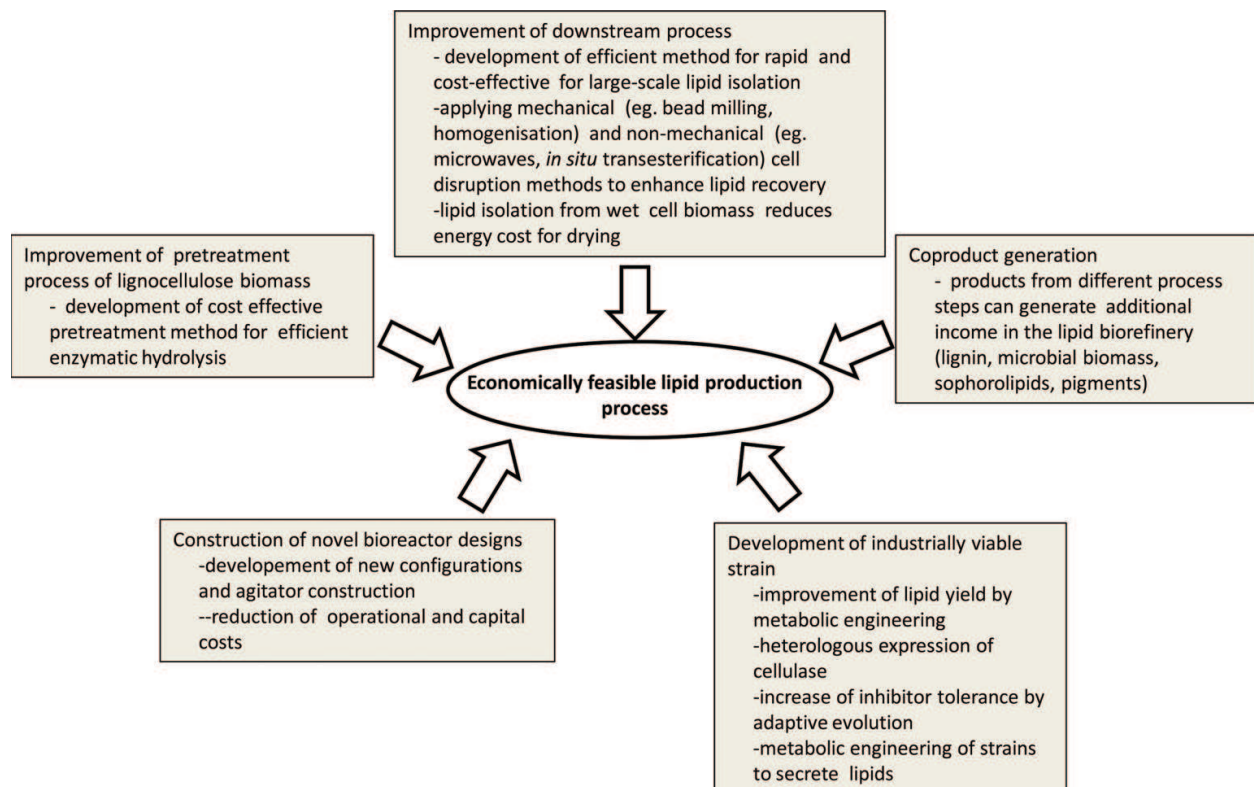 Improvement of downstream process
- development of efficient method for rapid and
cost-effective for large-scale lipid isolation
-applying mechanical (eg. bead milling,
homogenisation) and non-mechanical (eg.
microwaves, in situ transesterification) cell
disruption methods to enhance lipid recovery
-lipid isolation from wet cell biomass reduces
energy cost for drying
Improvement of pretreatment
process of lignocellulose biomass
- development of cost effective
pretreatment method for efficient
enzymatic hydrolysis
Coproduct generation
- products from different process
steps can generate additional
income in the lipid biorefinery
(lignin, microbial biomass,
sophorolipids, pigments)
Economically feasible lipid production
process
Construction of novel bioreactor designs
-developement of new configurations
and agitator construction
--reduction of operational and capital
costs
Development of industrially viable
strain
-improvement of lipid yield by
metabolic engineering
-heterologous expression of
cellulase
-increase of inhibitor tolerance by
adaptive evolution
-metabolic engineering of strains
to secrete lipids